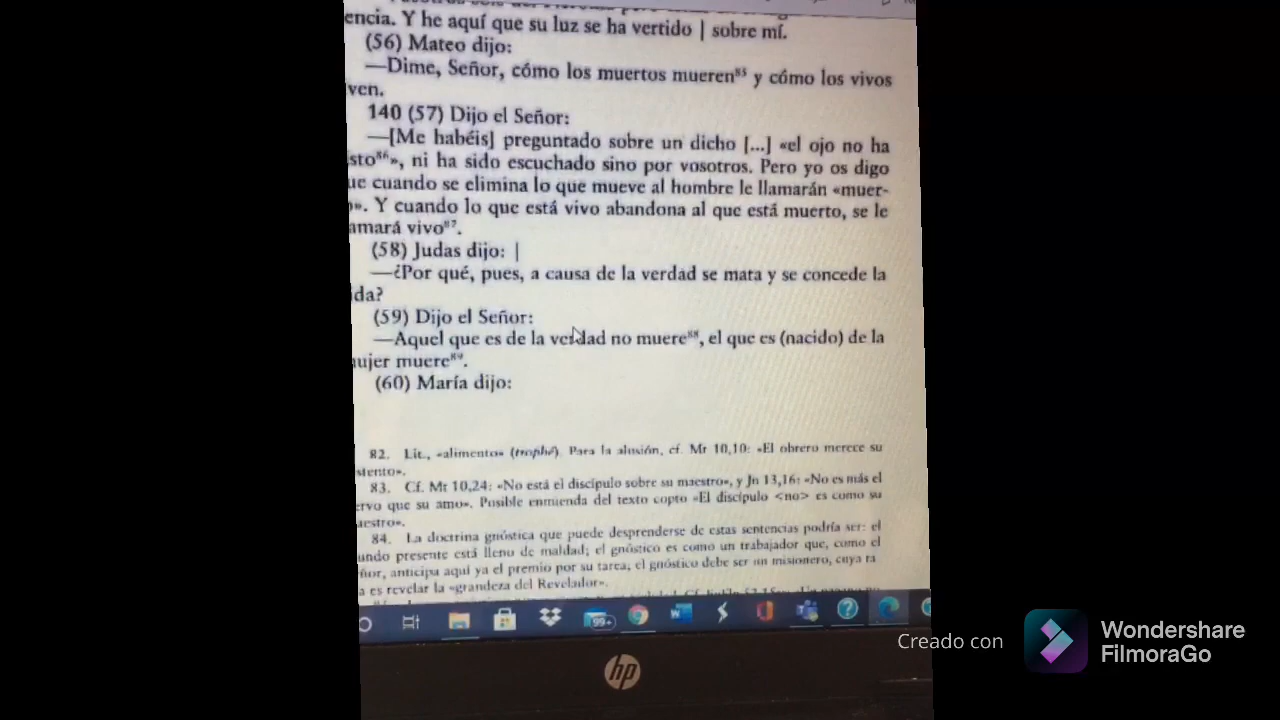 encia. Y he aquí que su luz se ha vertido | sobre mí.
(56) Mateo dijo:
—Dime, Señor, cómo los muertos mueren⁸⁵ y cómo los vivos
ven.
140 (57) Dijo el Señor:
—[Me habéis] preguntado sobre un dicho [...] «el ojo no ha
sto⁸⁶», ni ha sido escuchado sino por vosotros. Pero yo os digo
ue cuando se elimina lo que mueve al hombre le llamarán «muer-
o». Y cuando lo que está vivo abandona al que está muerto, se le
amará vivo⁸⁷.
(58) Judas dijo: |
—¿Por qué, pues, a causa de la verdad se mata y se concede la
ida?
(59) Dijo el Señor:
—Aquel que es de la verdad no muere⁸⁸, el que es (nacido) de la
mujer muere⁸⁹.
(60) María dijo:
82. Lit., «alimento» (trophé). Para la alusión, cf. Mt 10,10: «El obrero merece su
stento».
83. Cf. Mt 10,24: «No está el discípulo sobre su maestro», y Jn 13,16: «No es más el
ervo que su amo». Posible enmienda del texto copto «El discípulo <no> es como su
aestro».
84. La doctrina gnóstica que puede desprenderse de estas sentencias podría ser: el
undo presente está lleno de maldad; el gnóstico es como un trabajador que, como el
ñor, anticipa aquí ya el premio por su tarea; el gnóstico debe ser un misionero, cuya ta
a es revelar la «grandeza del Revelador».
99+
hp
Creado con
Wondershare
FilmoraGo